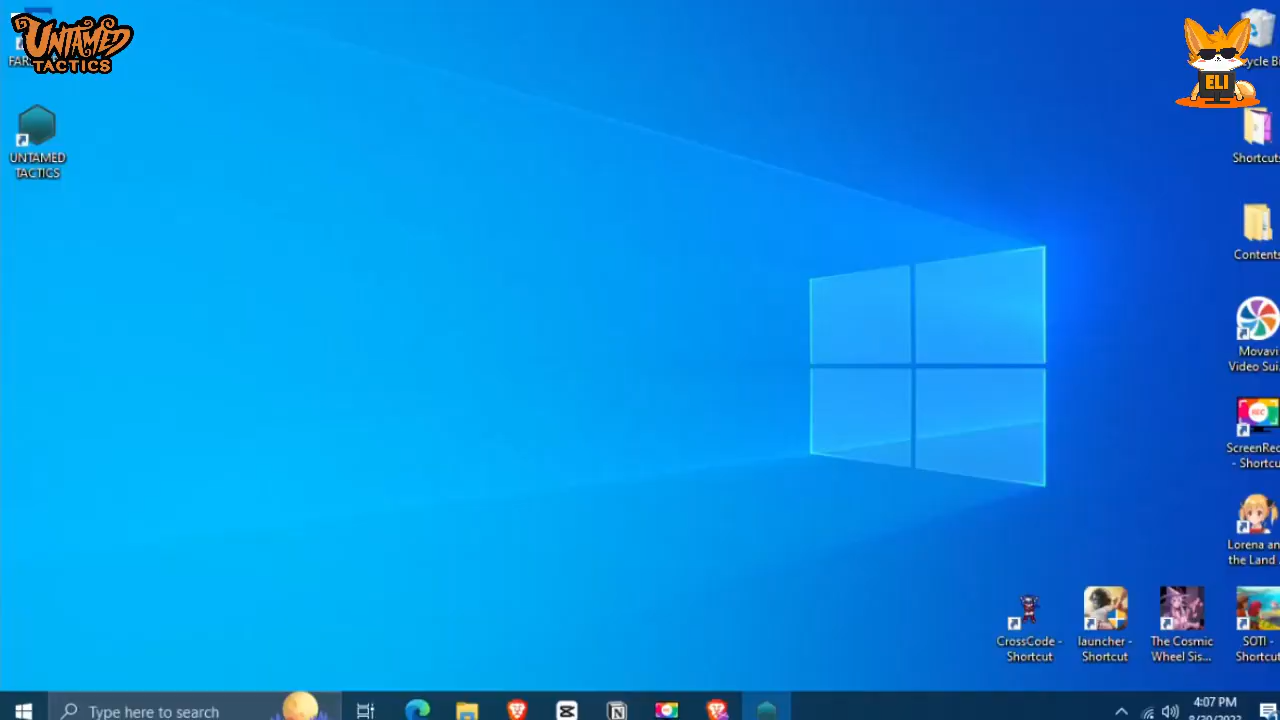 UNTAMED
TACTICS
ELI
UNTAMED
TACTICS
Shortcuts
Contents
Movavi
Video Sui...
ScreenRec
- Shortcu
Lorena an
the Land
CrossCode -
Shortcut
launcher -
Shortcut
The Cosmic
Wheel Sis...
SOTI -
Shortcut
Type here to search
4:07 PM